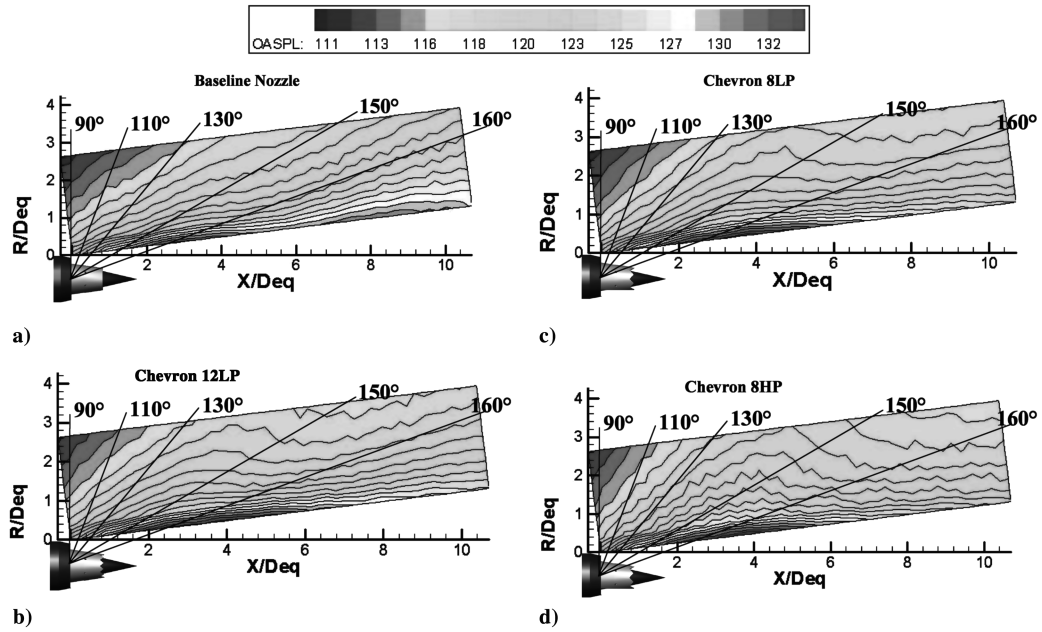 OASPL: 111 113 116 118 120 123 125 127 130 132
Baseline Nozzle
R/Deq
4
3
2
1
0
90° 110° 130° 150° 160°
2 4 6 8 10
X/Deq
a)
Chevron 8LP
R/Deq
4
3
2
1
0
90° 110° 130° 150° 160°
2 4 6 8 10
X/Deq
c)
Chevron 12LP
R/Deq
4
3
2
1
0
90° 110° 130° 150° 160°
2 4 6 8 10
X/Deq
b)
Chevron 8HP
R/Deq
4
3
2
1
0
90° 110° 130° 150° 160°
2 4 6 8 10
X/Deq
d)